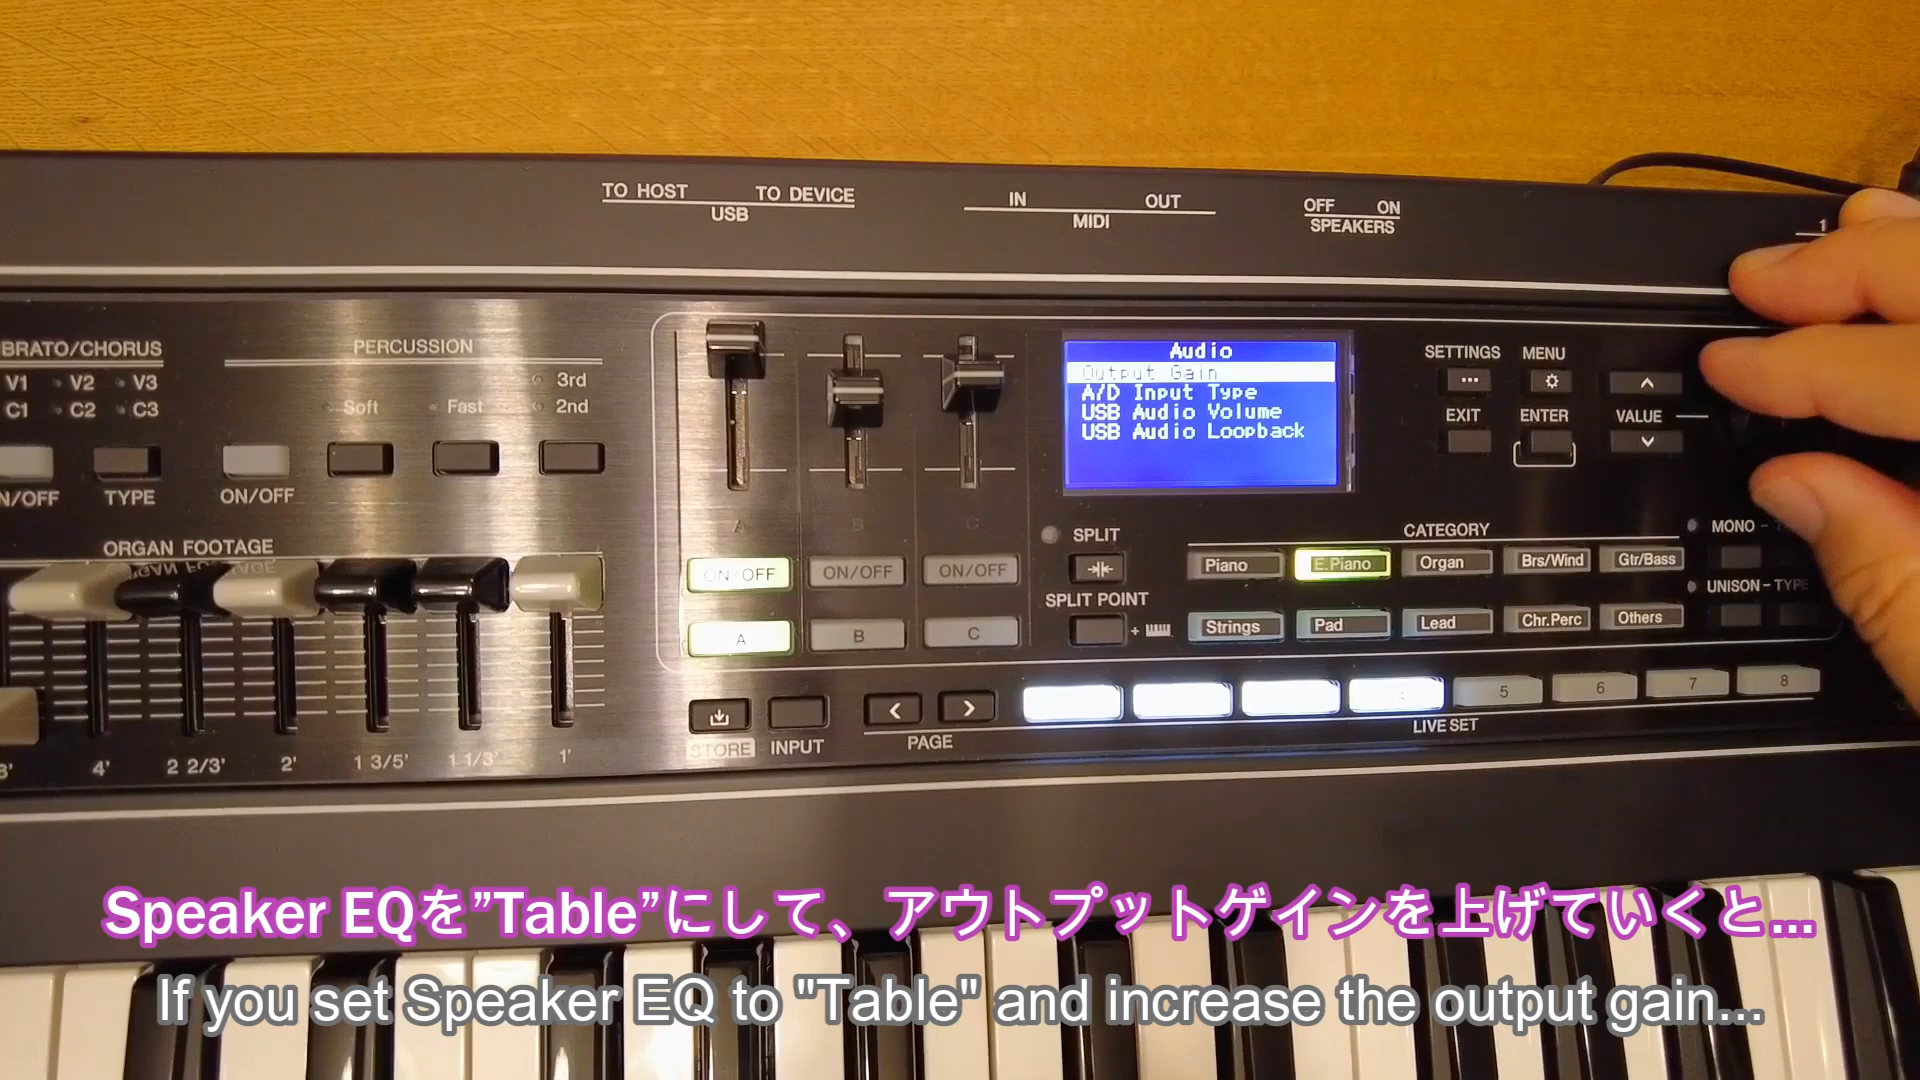 TO HOST TO DEVICE
USB
IN OUT
MIDI
OFF ON
SPEAKERS
1
BRATO/CHORUS
V1 V2 V3
C1 C2 C3
N/OFF TYPE
PERCUSSION
3rd
Soft Fast 2nd
ON/OFF
ORGAN FOOTAGE
4' 2 2/3' 2' 1 3/5' 1 1/3' 1'
A B C
ON/OFF ON/OFF ON/OFF
A B C
STORE INPUT
PAGE
Audio
Output Gain
A/D Input Type
USB Audio Volume
USB Audio Loopback
SETTINGS MENU
EXIT ENTER VALUE
SPLIT
SPLIT POINT
+
CATEGORY
Piano E.Piano Organ Brs/Wind Gtr/Bass
Strings Pad Lead Chr.Perc Others
MONO
UNISON - TYPE
4 5 6 7 8
LIVE SET
Speaker EQを”Table”にして、アウトプットゲインを上げていくと...
If you set Speaker EQ to "Table" and increase the output gain...